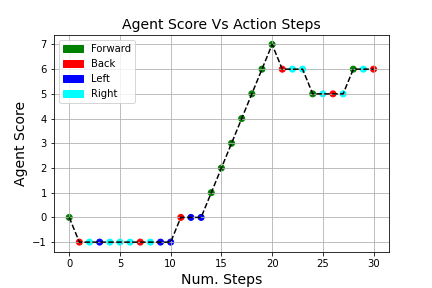 Agent Score Vs Action Steps
Agent Score
7
6
5
4
3
2
1
0
−1
Forward
Back
Left
Right
0 5 10 15 20 25 30
Num. Steps